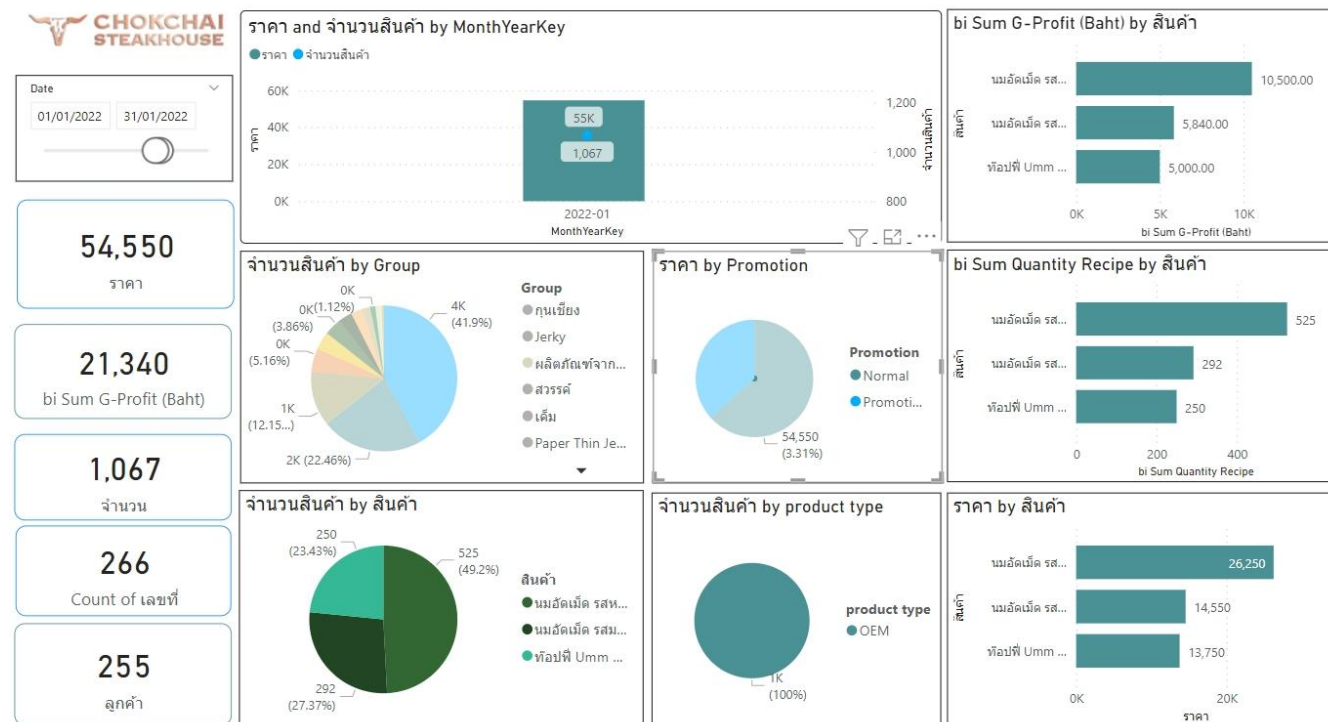 CHOKCHAI
STEAKHOUSE
Date
01/01/2022 31/01/2022
54,550
ราคา
21,340
bi Sum G-Profit (Baht)
1,067
จำนวน
266
Count of เลขที่
255
ลูกค้า
ราคา and จำนวนสินค้า by MonthYearKey
ราคา จำนวนสินค้า
60K
40K
20K
0K
ราคา
55K
1,067
1,200
1,000
800
จำนวนสินค้า
2022-01
MonthYearKey
จำนวนสินค้า by Group
0K
(1.12%)
0K
(3.86%)
0K
(5.16%)
1K
(12.15...)
2K (22.46%)
4K
(41.9%)
Group
กุนเชียง
Jerky
ผลิตภัณฑ์จาก...
สวรรค์
เค็ม
Paper Thin Je...
ราคา by Promotion
54,550
(3.31%)
Promotion
Normal
Promoti...
จำนวนสินค้า by สินค้า
250
(23.43%)
525
(49.2%)
292
(27.37%)
สินค้า
นมอัดเม็ด รสห...
นมอัดเม็ด รสม...
ท๊อปฟี่ Umm ...
จำนวนสินค้า by product type
1K
(100%)
product type
OEM
bi Sum G-Profit (Baht) by สินค้า
สินค้า
นมอัดเม็ด รส... 10,500.00
นมอัดเม็ด รส... 5,840.00
ท๊อปฟี่ Umm ... 5,000.00
0K 5K 10K
bi Sum G-Profit (Baht)
bi Sum Quantity Recipe by สินค้า
สินค้า
นมอัดเม็ด รส... 525
นมอัดเม็ด รส... 292
ท๊อปฟี่ Umm ... 250
0 200 400
bi Sum Quantity Recipe
ราคา by สินค้า
สินค้า
นมอัดเม็ด รส... 26,250
นมอัดเม็ด รส... 14,550
ท๊อปฟี่ Umm ... 13,750
0K 20K
ราคา